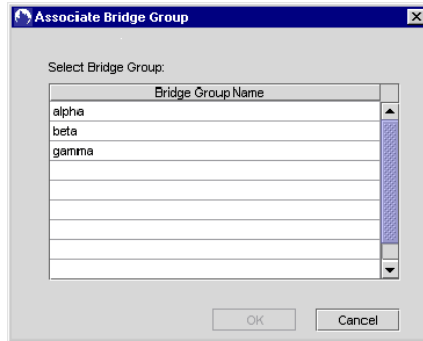 Associate Bridge Group
Select Bridge Group:
Bridge Group Name
alpha
beta
gamma
OK Cancel